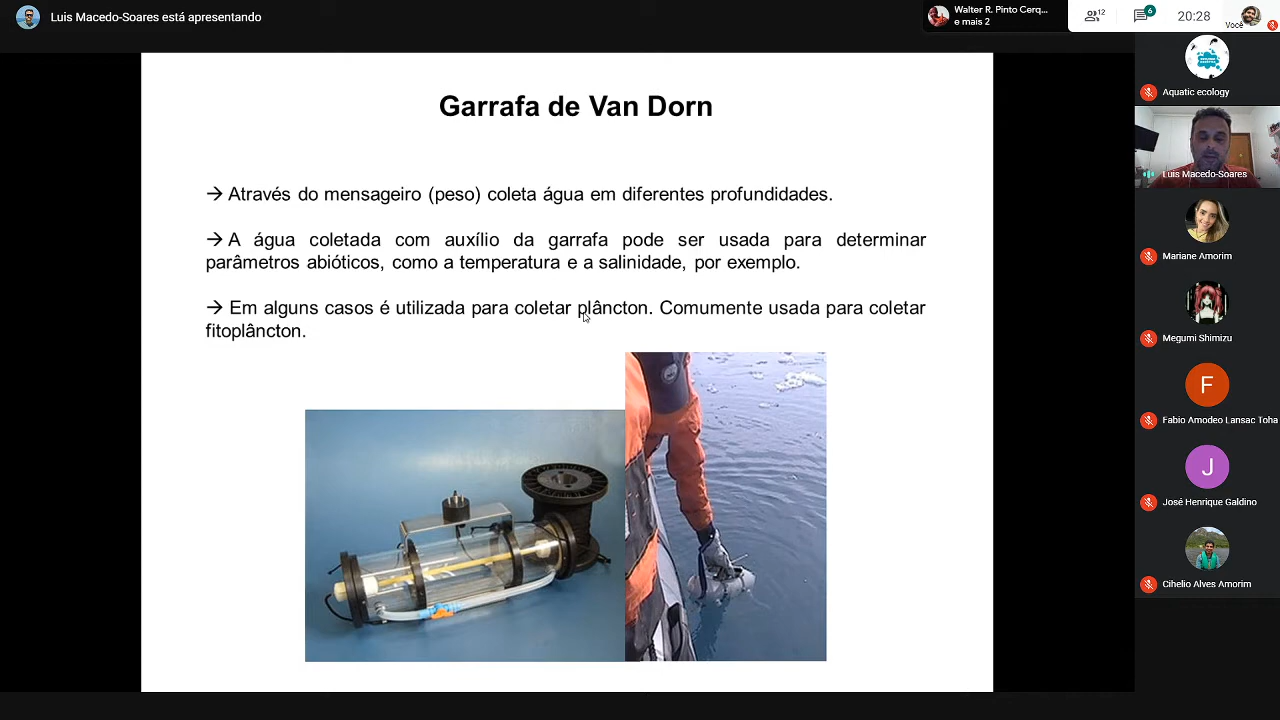 Luis Macedo-Soares está apresentando
Walter R. Pinto Cerq...
e mais 2
12
6
20:28
Você
Garrafa de Van Dorn
→ Através do mensageiro (peso) coleta água em diferentes profundidades.
→ A água coletada com auxílio da garrafa pode ser usada para determinar
parâmetros abióticos, como a temperatura e a salinidade, por exemplo.
→ Em alguns casos é utilizada para coletar plâncton. Comumente usada para coletar
fitoplâncton.
Aquatic ecology
Luis Macedo-Soares
Mariane Amorim
Megumi Shimizu
F
Fabio Amodeo Lansac Toha
J
José Henrique Galdino
Cihelio Alves Amorim